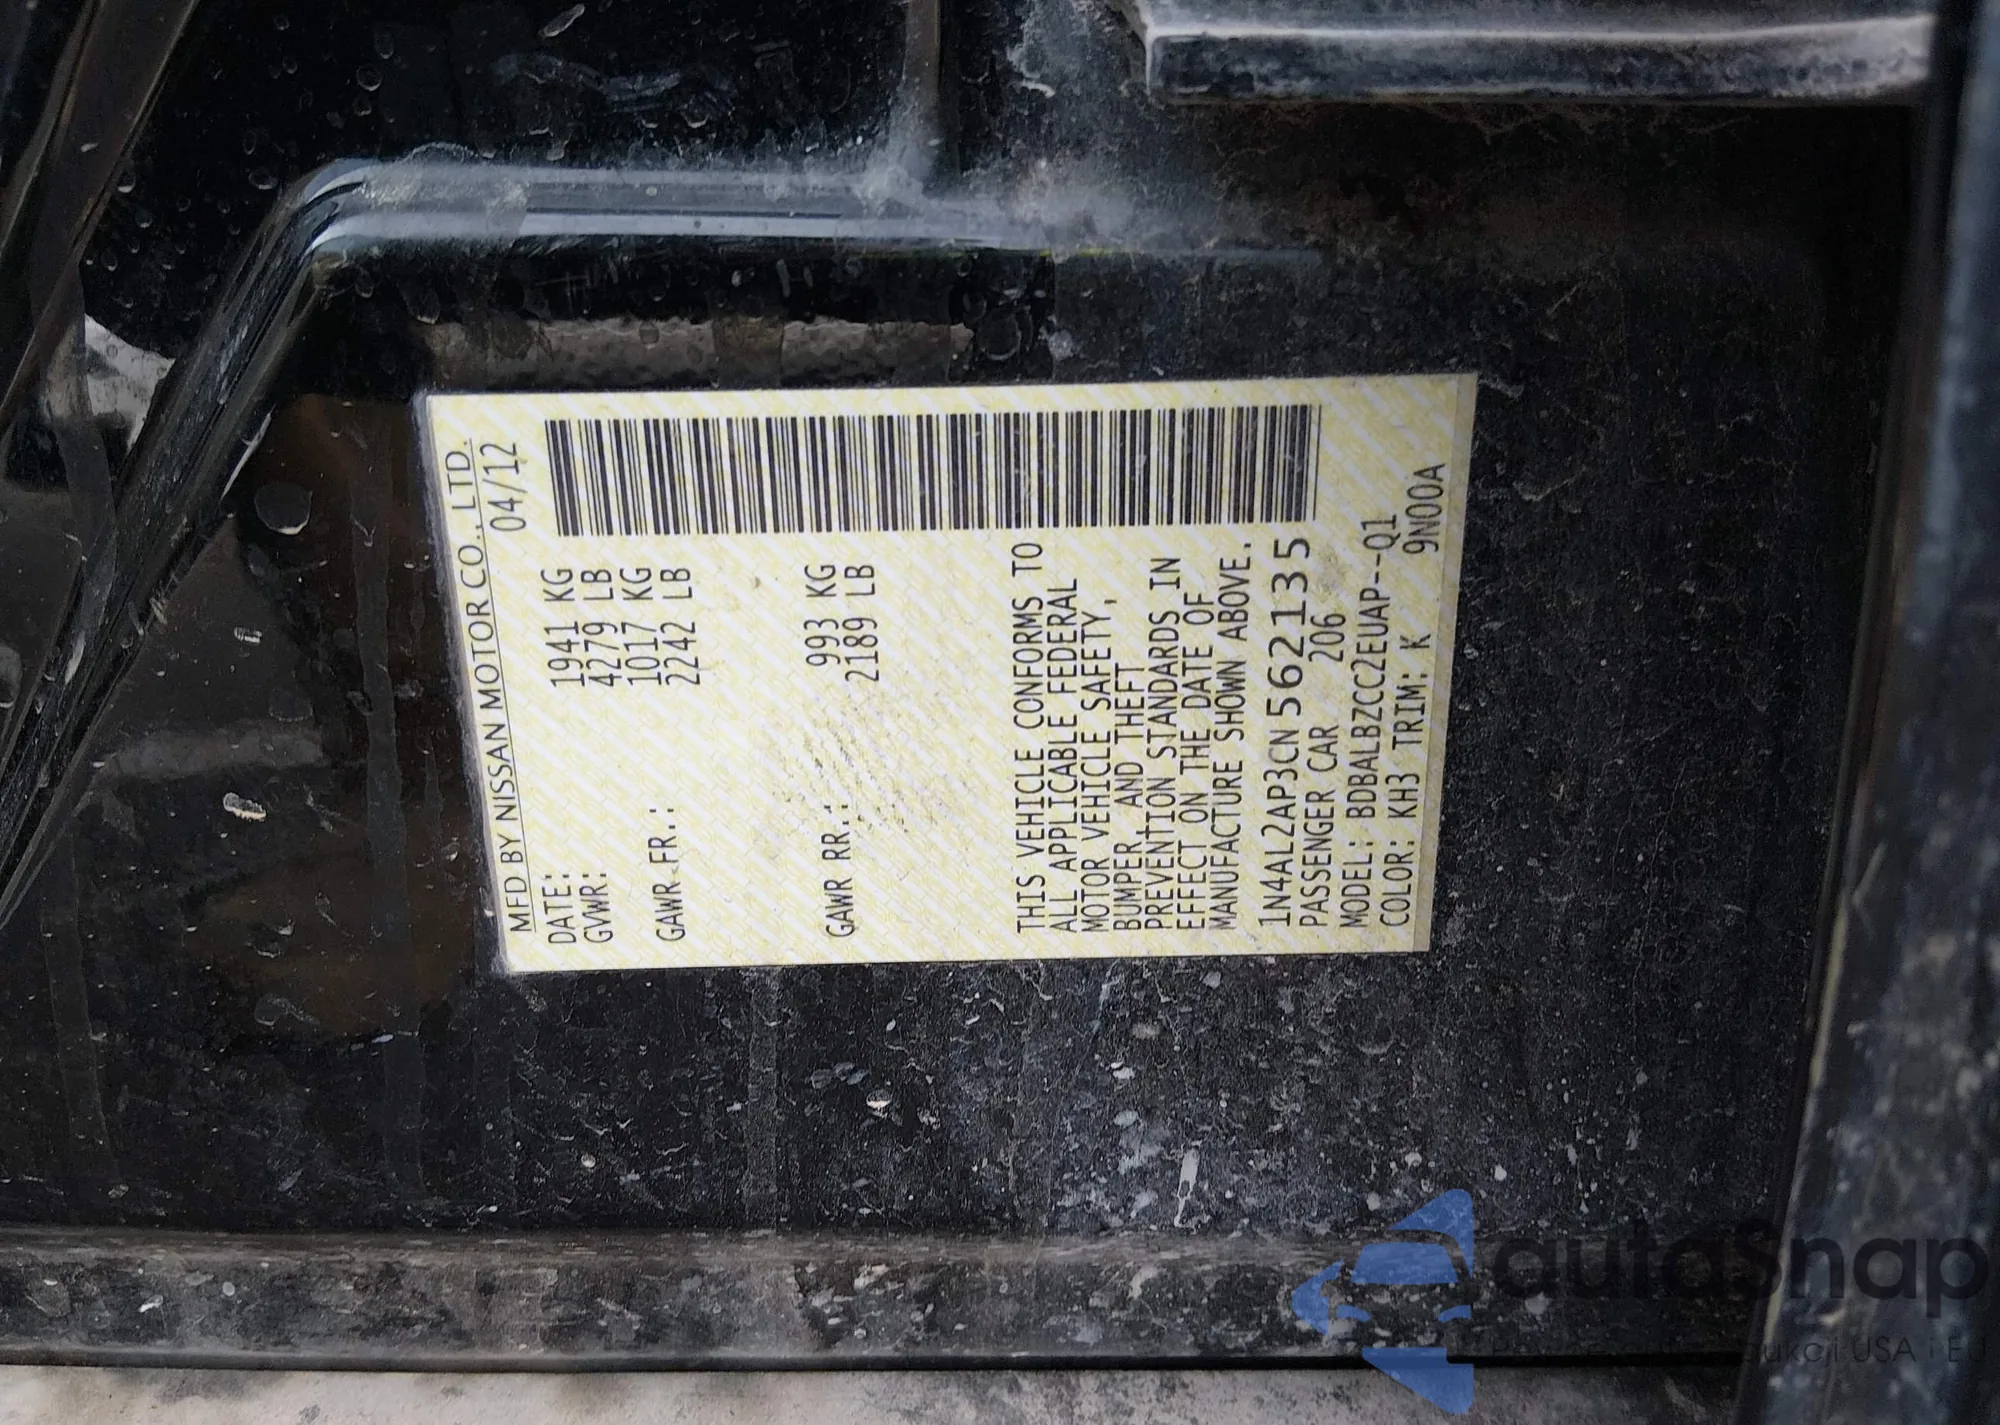 MFD BY NISSAN MOTOR CO., LTD.
DATE: 04/12
GVWR: 1941 KG
4279 LB
GAWR FR.: 1017 KG
2242 LB
GAWR RR.: 993 KG
2189 LB
THIS VEHICLE CONFORMS TO
ALL APPLICABLE FEDERAL
MOTOR VEHICLE SAFETY,
BUMPER, AND THEFT
PREVENTION STANDARDS IN
EFFECT ON THE DATE OF
MANUFACTURE SHOWN ABOVE.
1N4AL2AP3CN562135
PASSENGER CAR 206
MODEL: BDBALBZCC2EUAP--Q1
COLOR: KH3 TRIM: K 9N00A
autoSnap
USA i EU